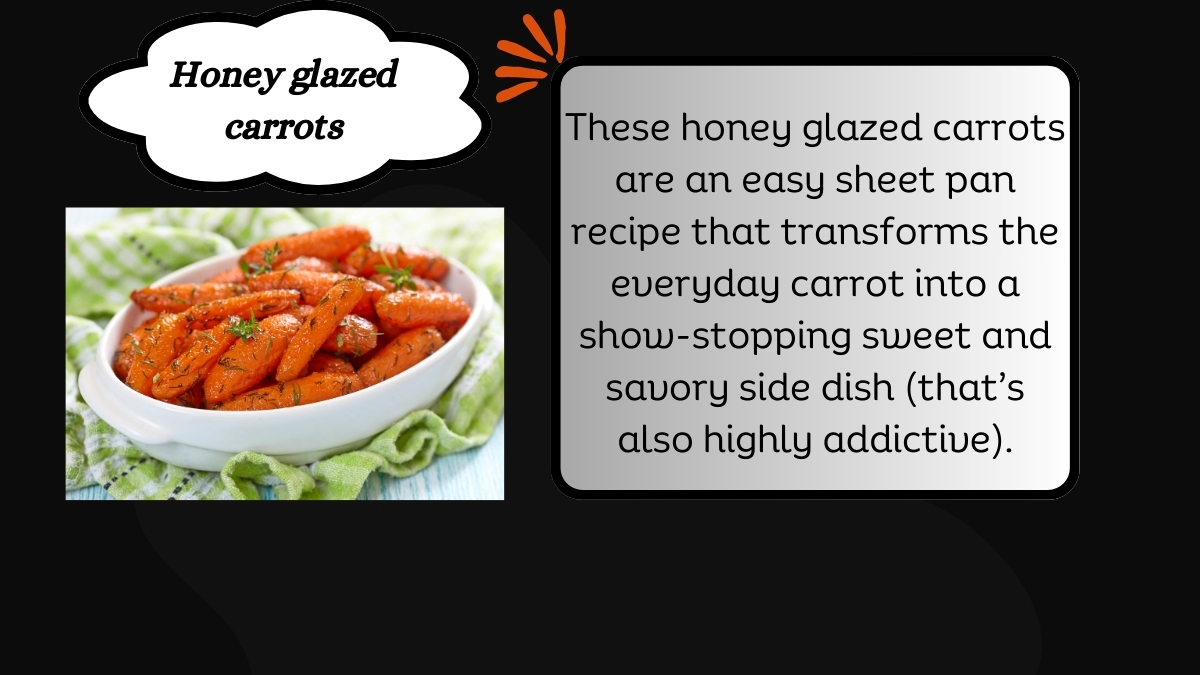 Honey glazed
carrots
These honey glazed carrots
are an easy sheet pan
recipe that transforms the
everyday carrot into a
show-stopping sweet and
savory side dish (that’s
also highly addictive).